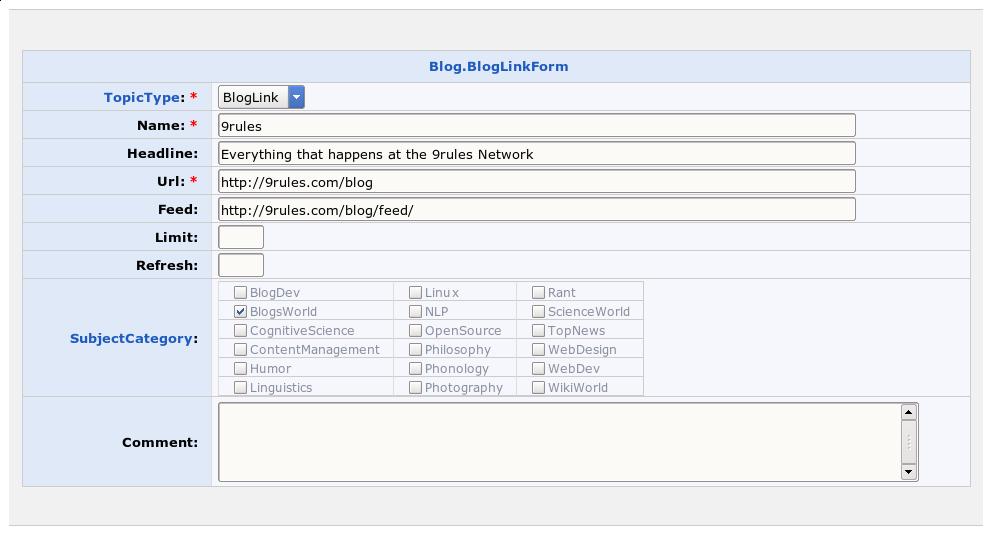 Blog.BlogLinkForm
TopicType: * BlogLink
Name: * 9rules
Headline: Everything that happens at the 9rules Network
Url: * http://9rules.com/blog
Feed: http://9rules.com/blog/feed/
Limit:
Refresh:
SubjectCategory:
BlogDev Linux Rant
BlogsWorld NLP ScienceWorld
CognitiveScience OpenSource TopNews
ContentManagement Philosophy WebDesign
Humor Phonology WebDev
Linguistics Photography WikiWorld
Comment: